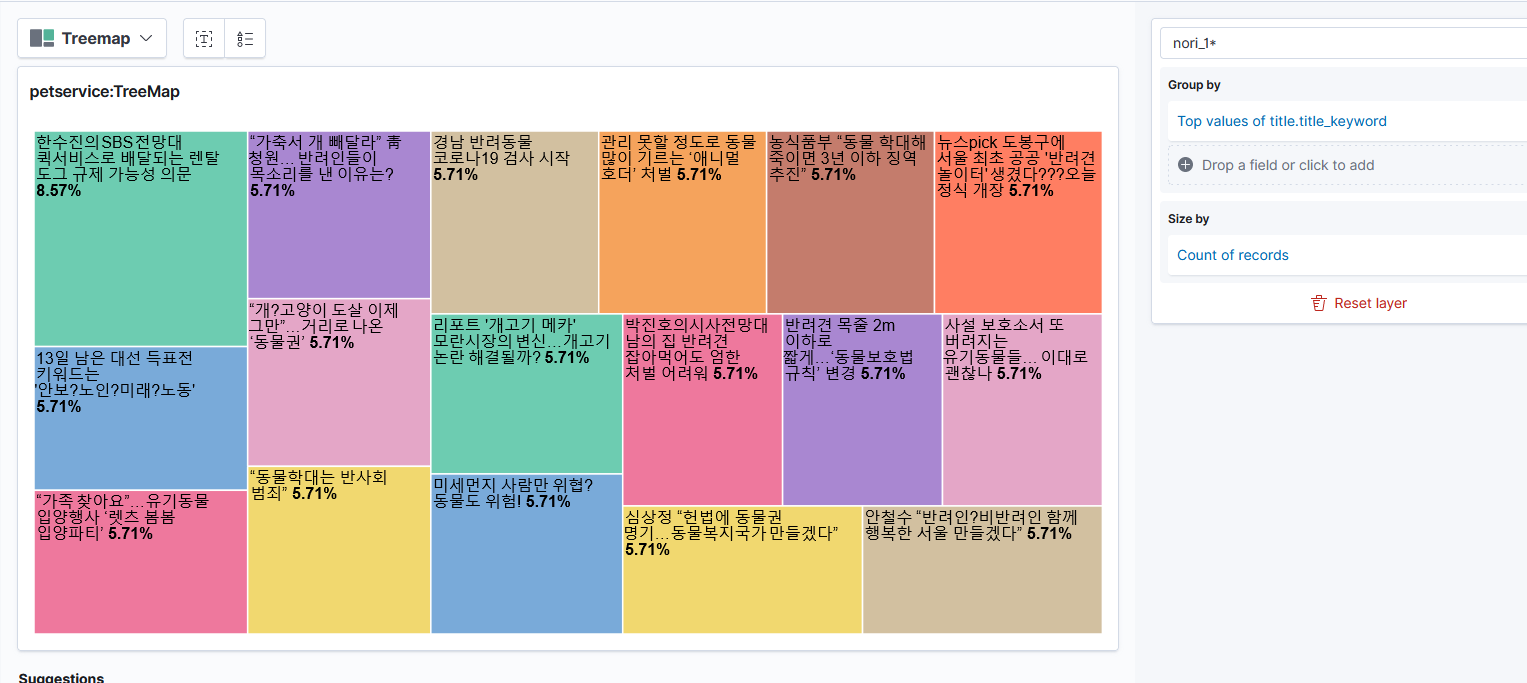 Treemap
nori_1*
petservice:TreeMap
Group by
Top values of title.title_keyword
Drop a field or click to add
Size by
Count of records
Reset layer
한수진의SBS전망대
퀵서비스로 배달되는 렌탈
도그 규제 가능성 의문
8.57%
13일 남은 대선 득표전
키워드는
'안보?노인?미래?노동'
5.71%
“가족 찾아요”…유기동물
입양행사 ‘렛츠 봄봄
입양파티’ 5.71%
“가축서 개 빼달라” 靑
청원… 반려인들이
목소리를 낸 이유는?
5.71%
“개?고양이 도살 이제
그만”…거리로 나온
‘동물권’ 5.71%
“동물학대는 반사회
범죄” 5.71%
경남 반려동물
코로나19 검사 시작
5.71%
관리 못할 정도로 동물
많이 기르는 ‘애니멀
호더’ 처벌 5.71%
농식품부 “동물 학대해
죽이면 3년 이하 징역
추진” 5.71%
뉴스pick 도봉구에
서울 최초 공공 '반려견
놀이터' 생겼다???오늘
정식 개장 5.71%
리포트 '개고기 메카'
모란시장의 변신…개고기
논란 해결될까? 5.71%
미세먼지 사람만 위협?
동물도 위험! 5.71%
박진호의시사전망대
남의 집 반려견
잡아먹어도 엄한
처벌 어려워 5.71%
반려견 목줄 2m
이하로
짧게…‘동물보호법
규칙’ 변경 5.71%
사설 보호소서 또
버려지는
유기동물들… 이대로
괜찮나 5.71%
심상정 “헌법에 동물권
명기…동물복지국가 만들겠다”
5.71%
안철수 “반려인?비반려인 함께
행복한 서울 만들겠다” 5.71%
Suggestions